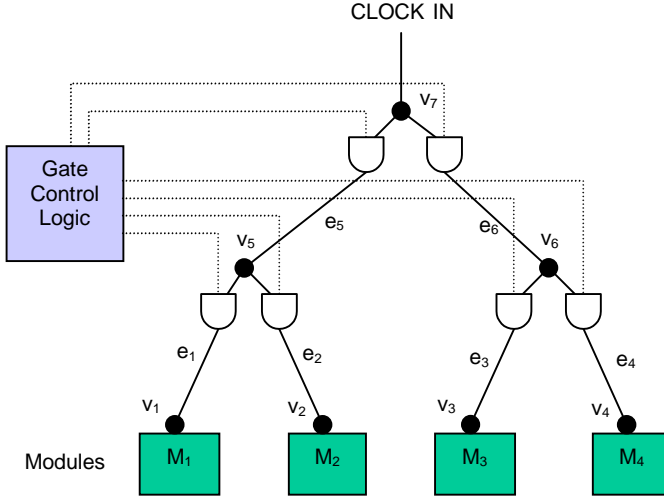 CLOCK IN
v₇
Gate
Control
Logic
e₅
e₆
v₅
v₆
e₁
e₂
e₃
e₄
v₁
v₂
v₃
v₄
Modules
M₁
M₂
M₃
M₄